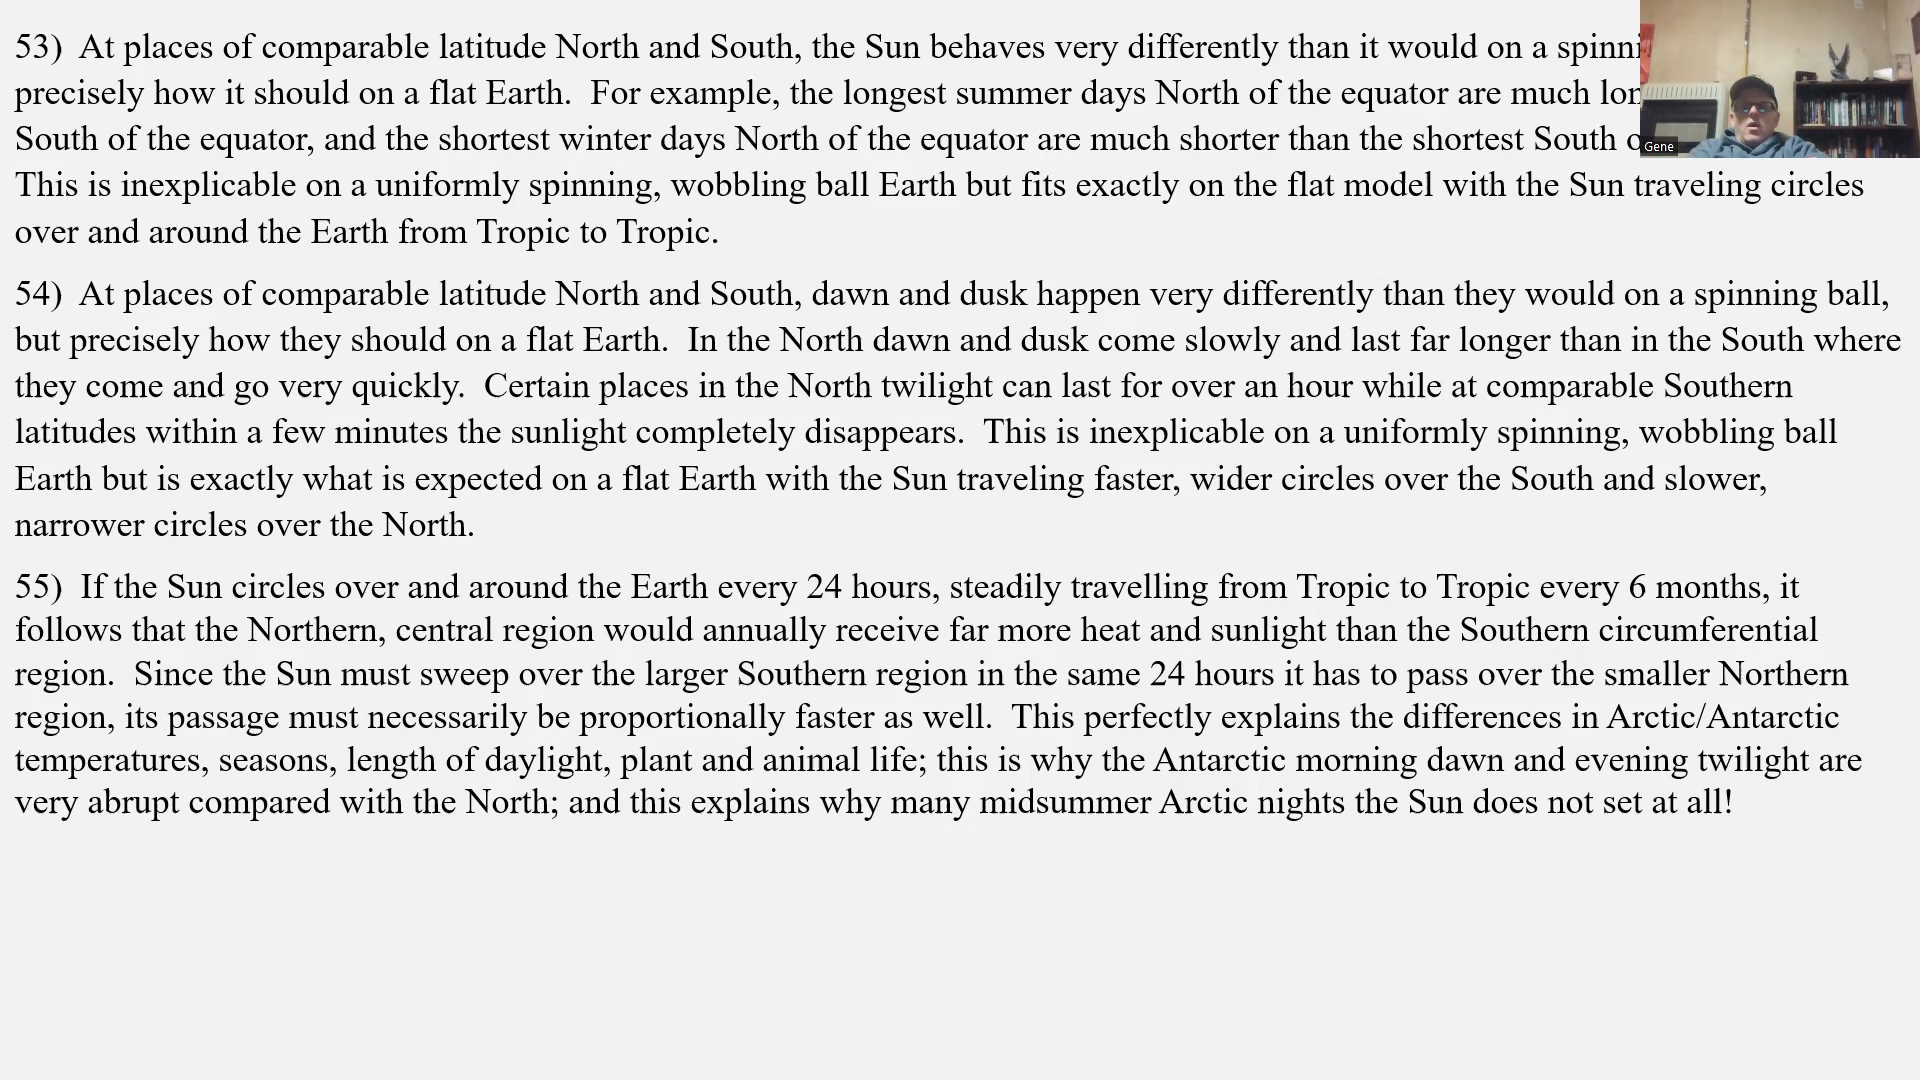 53)  At places of comparable latitude North and South, the Sun behaves very differently than it would on a
precisely how it should on a flat Earth.  For example, the longest summer days North of the equator are much
South of the equator, and the shortest winter days North of the equator are much shorter than the shortest South
This is inexplicable on a uniformly spinning, wobbling ball Earth but fits exactly on the flat model with the Sun traveling circles
over and around the Earth from Tropic to Tropic.
54)  At places of comparable latitude North and South, dawn and dusk happen very differently than they would on a spinning ball,
but precisely how they should on a flat Earth.  In the North dawn and dusk come slowly and last far longer than in the South where
they come and go very quickly.  Certain places in the North twilight can last for over an hour while at comparable Southern
latitudes within a few minutes the sunlight completely disappears.  This is inexplicable on a uniformly spinning, wobbling ball
Earth but is exactly what is expected on a flat Earth with the Sun traveling faster, wider circles over the South and slower,
narrower circles over the North.
55)  If the Sun circles over and around the Earth every 24 hours, steadily travelling from Tropic to Tropic every 6 months, it
follows that the Northern, central region would annually receive far more heat and sunlight than the Southern circumferential
region.  Since the Sun must sweep over the larger Southern region in the same 24 hours it has to pass over the smaller Northern
region, its passage must necessarily be proportionally faster as well.  This perfectly explains the differences in Arctic/Antarctic
temperatures, seasons, length of daylight, plant and animal life; this is why the Antarctic morning dawn and evening twilight are
very abrupt compared with the North; and this explains why many midsummer Arctic nights the Sun does not set at all!
Gene